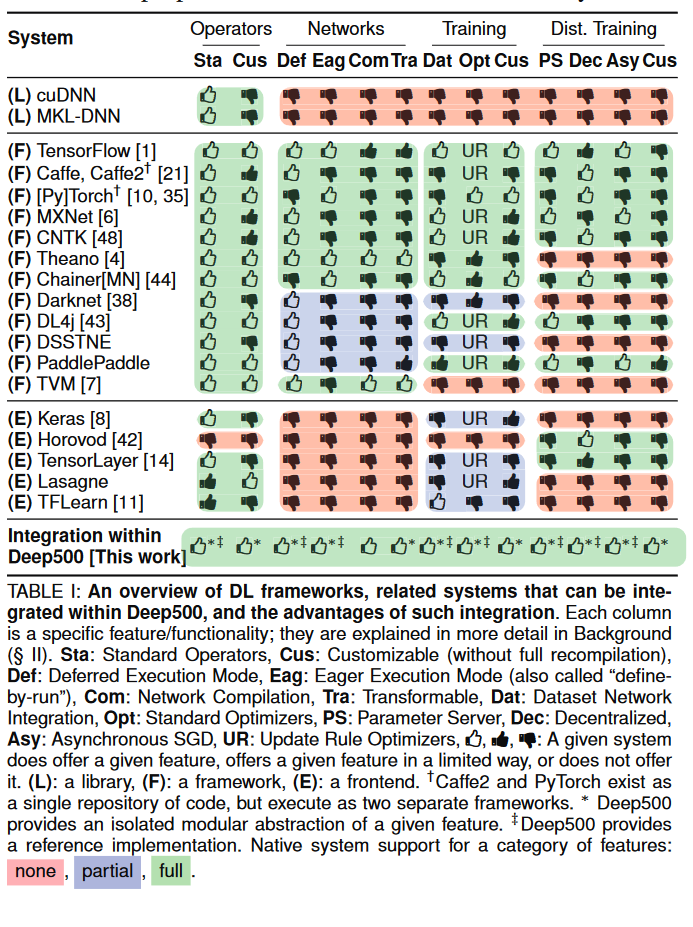 Operators Networks Training Dist. Training
System
Sta Cus Def Eag Com Tra Dat Opt Cus PS Dec Asy Cus
(L) cuDNN
(L) MKL-DNN
(F) TensorFlow [1] UR
(F) Caffe, Caffe2† [21] UR
(F) [Py]Torch† [10, 35]
(F) MXNet [6] UR
(F) CNTK [48] UR
(F) Theano [4]
(F) Chainer[MN] [44]
(F) Darknet [38]
(F) DL4j [43] UR
(F) DSSTNE UR
(F) PaddlePaddle UR
(F) TVM [7]
(E) Keras [8] UR
(E) Horovod [42]
(E) TensorLayer [14] UR
(E) Lasagne UR
(E) TFLearn [11]
Integration within
Deep500 [This work] *‡ * *‡ *‡ * *‡ *‡ * *‡ *‡ *‡ *
TABLE I: An overview of DL frameworks, related systems that can be inte-
grated within Deep500, and the advantages of such integration. Each column
is a specific feature/functionality; they are explained in more detail in Background
(§ II). Sta: Standard Operators, Cus: Customizable (without full recompilation),
Def: Deferred Execution Mode, Eag: Eager Execution Mode (also called “define-
by-run”), Com: Network Compilation, Tra: Transformable, Dat: Dataset Network
Integration, Opt: Standard Optimizers, PS: Parameter Server, Dec: Decentralized,
Asy: Asynchronous SGD, UR: Update Rule Optimizers, 👍, 👍, 👎: A given system
does offer a given feature, offers a given feature in a limited way, or does not offer
it. (L): a library, (F): a framework, (E): a frontend. †Caffe2 and PyTorch exist as
a single repository of code, but execute as two separate frameworks. * Deep500
provides an isolated modular abstraction of a given feature. ‡Deep500 provides
a reference implementation. Native system support for a category of features:
none , partial , full .